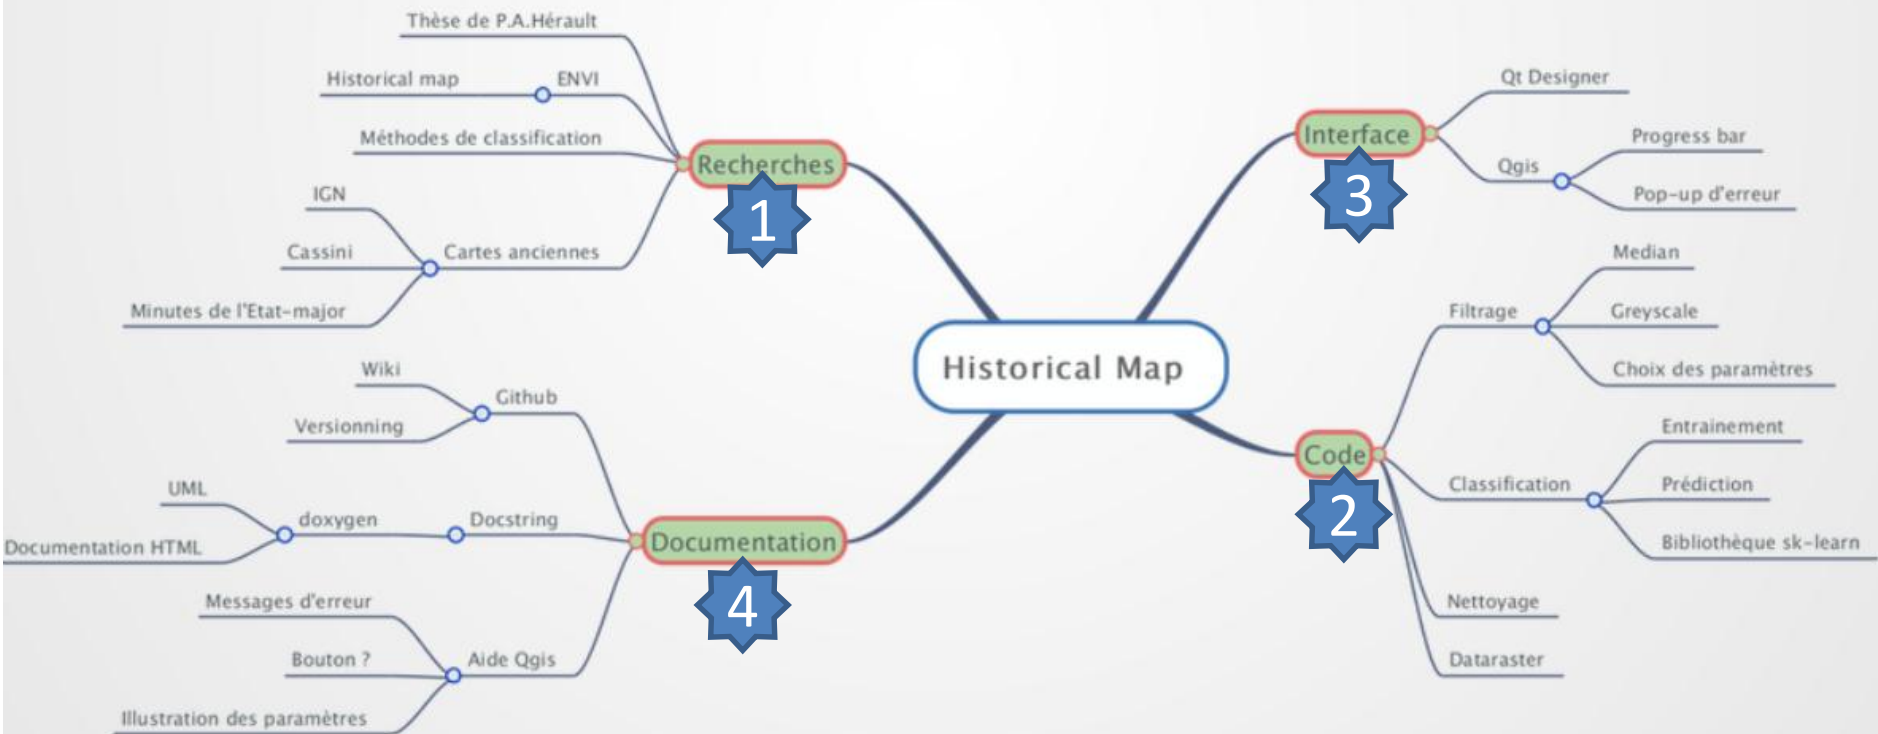 Thèse de P.A.Hérault
Historical map
ENVI
Méthodes de classification
Recherches
1
IGN
Cassini
Cartes anciennes
Minutes de l'Etat-major
Interface
3
Qt Designer
Qgis
Progress bar
Pop-up d'erreur
Historical Map
Code
2
Filtrage
Median
Greyscale
Choix des paramètres
Classification
Entrainement
Prédiction
Bibliothèque sk-learn
Nettoyage
Dataraster
Documentation
4
Wiki
Github
Versionning
UML
doxygen
Docstring
Documentation HTML
Messages d'erreur
Bouton ?
Aide Qgis
Illustration des paramètres